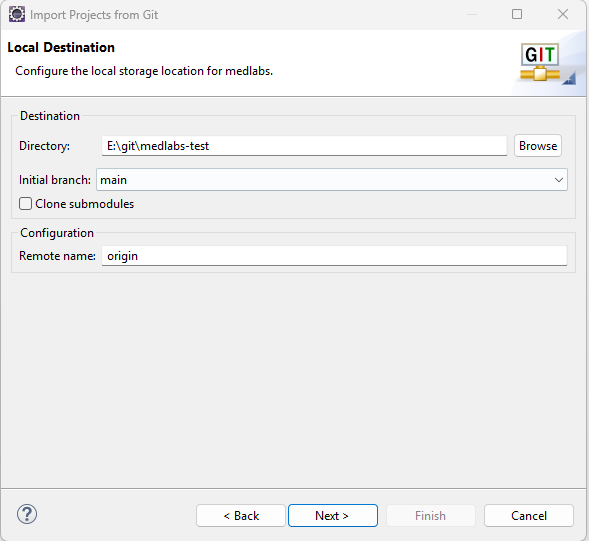 Import Projects from Git
Local Destination
Configure the local storage location for medlabs.
GIT
Destination
Directory: E:\git\medlabs-test Browse
Initial branch: main
Clone submodules
Configuration
Remote name: origin
? < Back Next > Finish Cancel